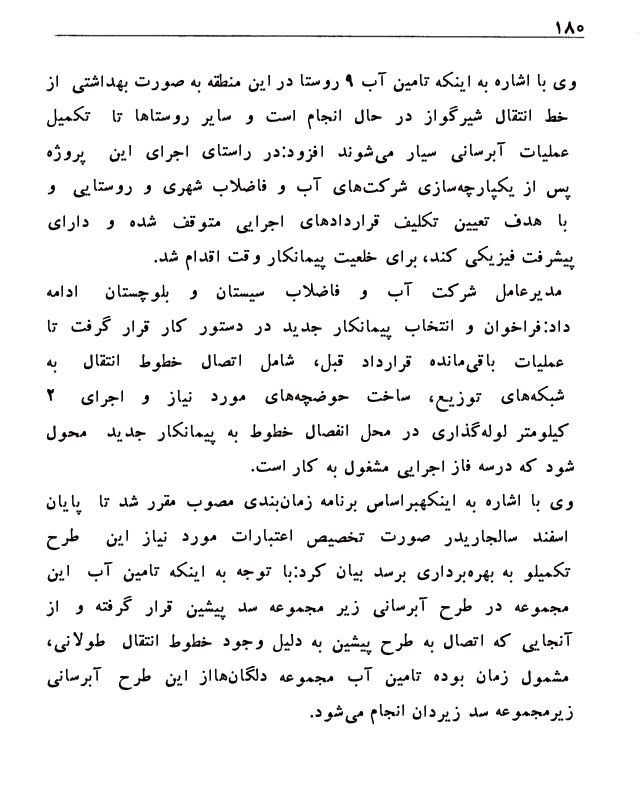 ۱۸۰
وی با اشاره به اینکه تامین آب ۹ روستا در این منطقه به صورت بهداشتی از
خط انتقال شیرگواز در حال انجام است و سایر روستاها تا تکمیل
عملیات آبرسانی سیار می‌شوند افزود:در راستای اجرای این پروژه
پس از یکپارچه‌سازی شرکت‌های آب و فاضلاب شهری و روستایی و
با هدف تعیین تکلیف قراردادهای اجرایی متوقف شده و دارای
پیشرفت فیزیکی کند، برای خلعیت پیمانکار وقت اقدام شد.
مدیرعامل شرکت آب و فاضلاب سیستان و بلوچستان ادامه
داد:فراخوان و انتخاب پیمانکار جدید در دستور کار قرار گرفت تا
عملیات باقی‌مانده قرارداد قبل، شامل اتصال خطوط انتقال به
شبکه‌های توزیع، ساخت حوضچه‌های مورد نیاز و اجرای ۲
کیلومتر لوله‌گذاری در محل انفصال خطوط به پیمانکار جدید محول
شود که درسه فاز اجرایی مشغول به کار است.
وی با اشاره به اینکهبراساس برنامه زمان‌بندی مصوب مقرر شد تا پایان
اسفند سالجاریدر صورت تخصیص اعتبارات مورد نیاز این طرح
تکمیلو به بهره‌برداری برسد بیان کرد:با توجه به اینکه تامین آب این
مجموعه در طرح آبرسانی زیر مجموعه سد پیشین قرار گرفته و از
آنجایی که اتصال به طرح پیشین به دلیل وجود خطوط انتقال طولانی،
مشمول زمان بوده تامین آب مجموعه دلگان‌هااز این طرح آبرسانی
زیرمجموعه سد زیردان انجام می‌شود.